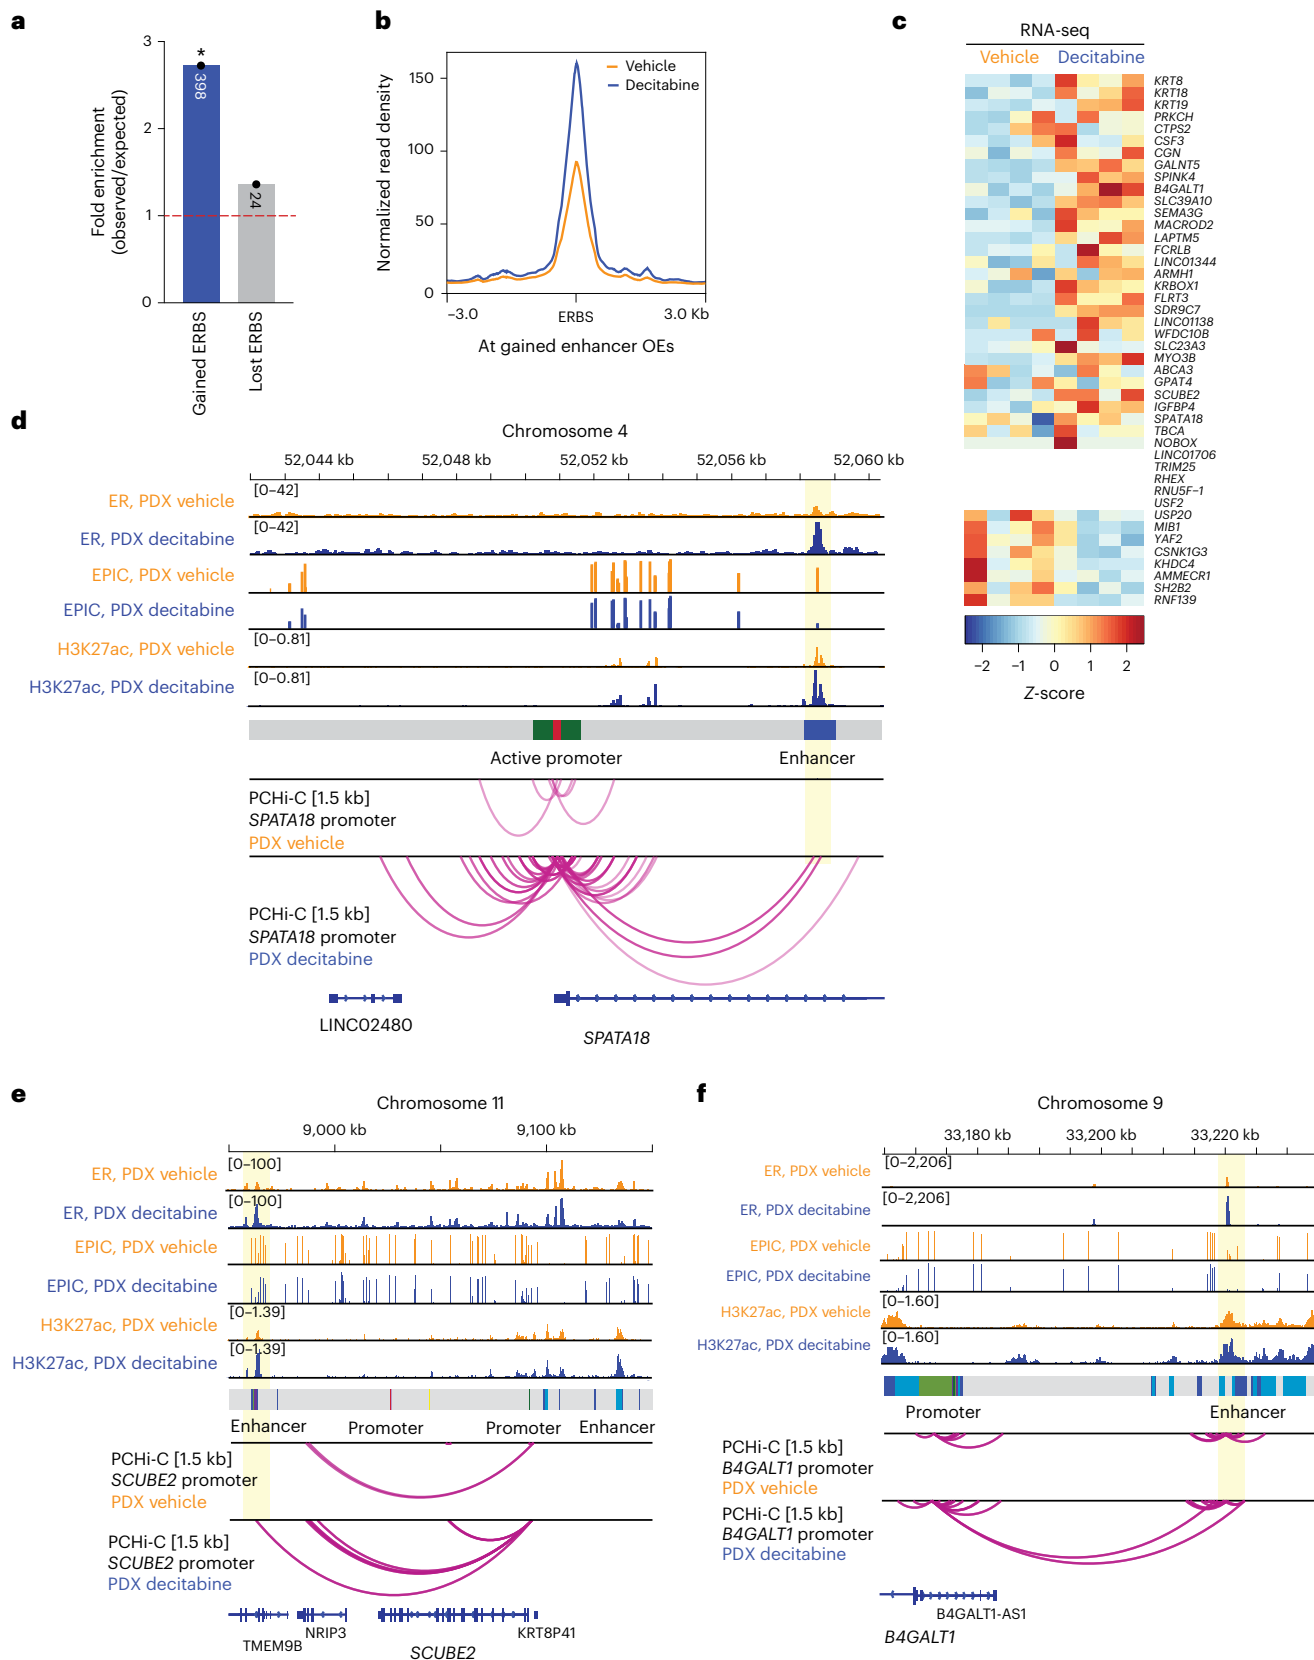 a
3
2
1
0
Fold enrichment
(observed/expected)
*
398
24
Gained ERBS
Lost ERBS
b
Normalized read density
150
100
50
0
Vehicle
Decitabine
−3.0
ERBS
3.0 Kb
At gained enhancer OEs
c
RNA-seq
Vehicle
Decitabine
KRT8
KRT18
KRT19
PRKCH
CTPS2
CSF3
CGN
GALNT5
SPINK4
B4GALT1
SLC39A10
SEMA3G
MACROD2
LAPTM5
FCRLB
LINC01344
ARMH1
KRBOX1
FLRT3
SDR9C7
LINC01138
WFDC10B
SLC23A3
MYO3B
ABCA3
GPAT4
SCUBE2
IGFBP4
SPATA18
TBCA
NOBOX
LINC01706
TRIM25
RHEX
RNU5F−1
USF2
USP20
MIB1
YAF2
CSNK1G3
KHDC4
AMMECR1
SH2B2
RNF139
−2 −1 0 1 2
Z-score
d
Chromosome 4
52,044 kb 52,048 kb 52,052 kb 52,056 kb 52,060 kb
ER, PDX vehicle
[0–42]
ER, PDX decitabine
[0–42]
EPIC, PDX vehicle
EPIC, PDX decitabine
H3K27ac, PDX vehicle
[0–0.81]
H3K27ac, PDX decitabine
[0–0.81]
Active promoter
Enhancer
PCHi-C [1.5 kb]
SPATA18 promoter
PDX vehicle
PCHi-C [1.5 kb]
SPATA18 promoter
PDX decitabine
LINC02480
SPATA18
e
Chromosome 11
9,000 kb 9,100 kb
ER, PDX vehicle
[0–100]
ER, PDX decitabine
[0–100]
EPIC, PDX vehicle
EPIC, PDX decitabine
H3K27ac, PDX vehicle
[0–1.39]
H3K27ac, PDX decitabine
[0–1.39]
Enhancer
Promoter
Promoter
Enhancer
PCHi-C [1.5 kb]
SCUBE2 promoter
PDX vehicle
PCHi-C [1.5 kb]
SCUBE2 promoter
PDX decitabine
TMEM9B
NRIP3
SCUBE2
KRT8P41
f
Chromosome 9
33,180 kb 33,200 kb 33,220 kb
ER, PDX vehicle
[0–2,206]
ER, PDX decitabine
[0–2,206]
EPIC, PDX vehicle
EPIC, PDX decitabine
H3K27ac, PDX vehicle
[0–1.60]
H3K27ac, PDX decitabine
[0–1.60]
Promoter
Enhancer
PCHi-C [1.5 kb]
B4GALT1 promoter
PDX vehicle
PCHi-C [1.5 kb]
B4GALT1 promoter
PDX decitabine
B4GALT1-AS1
B4GALT1